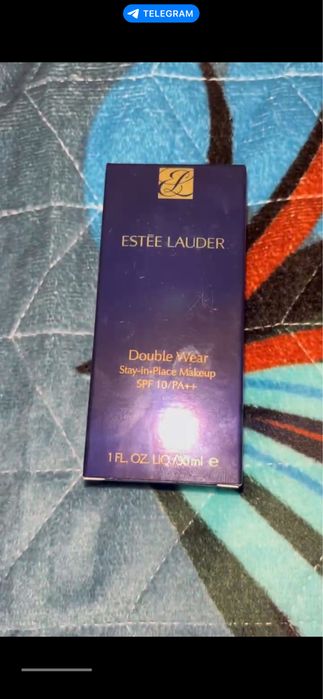 TELEGRAM
ESTĒE LAUDER
Double Wear
Stay-in-Place Makeup
SPF 10/PA++
1 FL. OZ. LIQ./30ml e